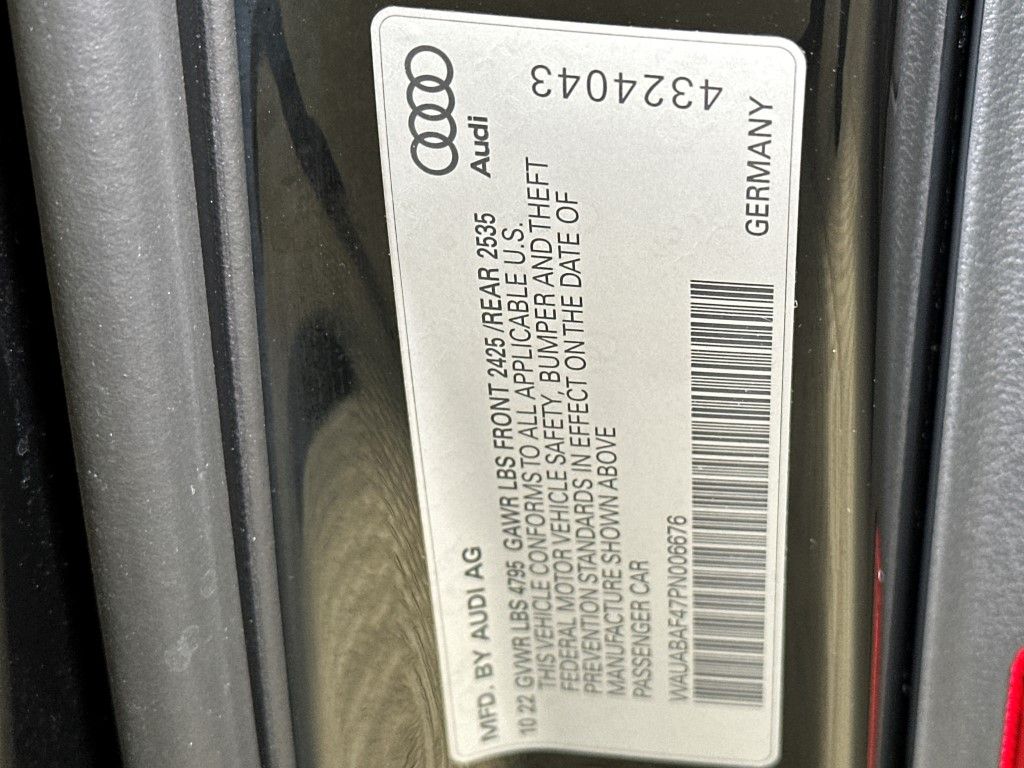 MFD. BY AUDI AG
Audi
10 22 GVWR LBS 4795 GAWR LBS FRONT 2425 /REAR 2535
THIS VEHICLE CONFORMS TO ALL APPLICABLE U.S.
FEDERAL MOTOR VEHICLE SAFETY, BUMPER AND THEFT
PREVENTION STANDARDS IN EFFECT ON THE DATE OF
MANUFACTURE SHOWN ABOVE
PASSENGER CAR
4324043
WAUABAF47PN006676
GERMANY